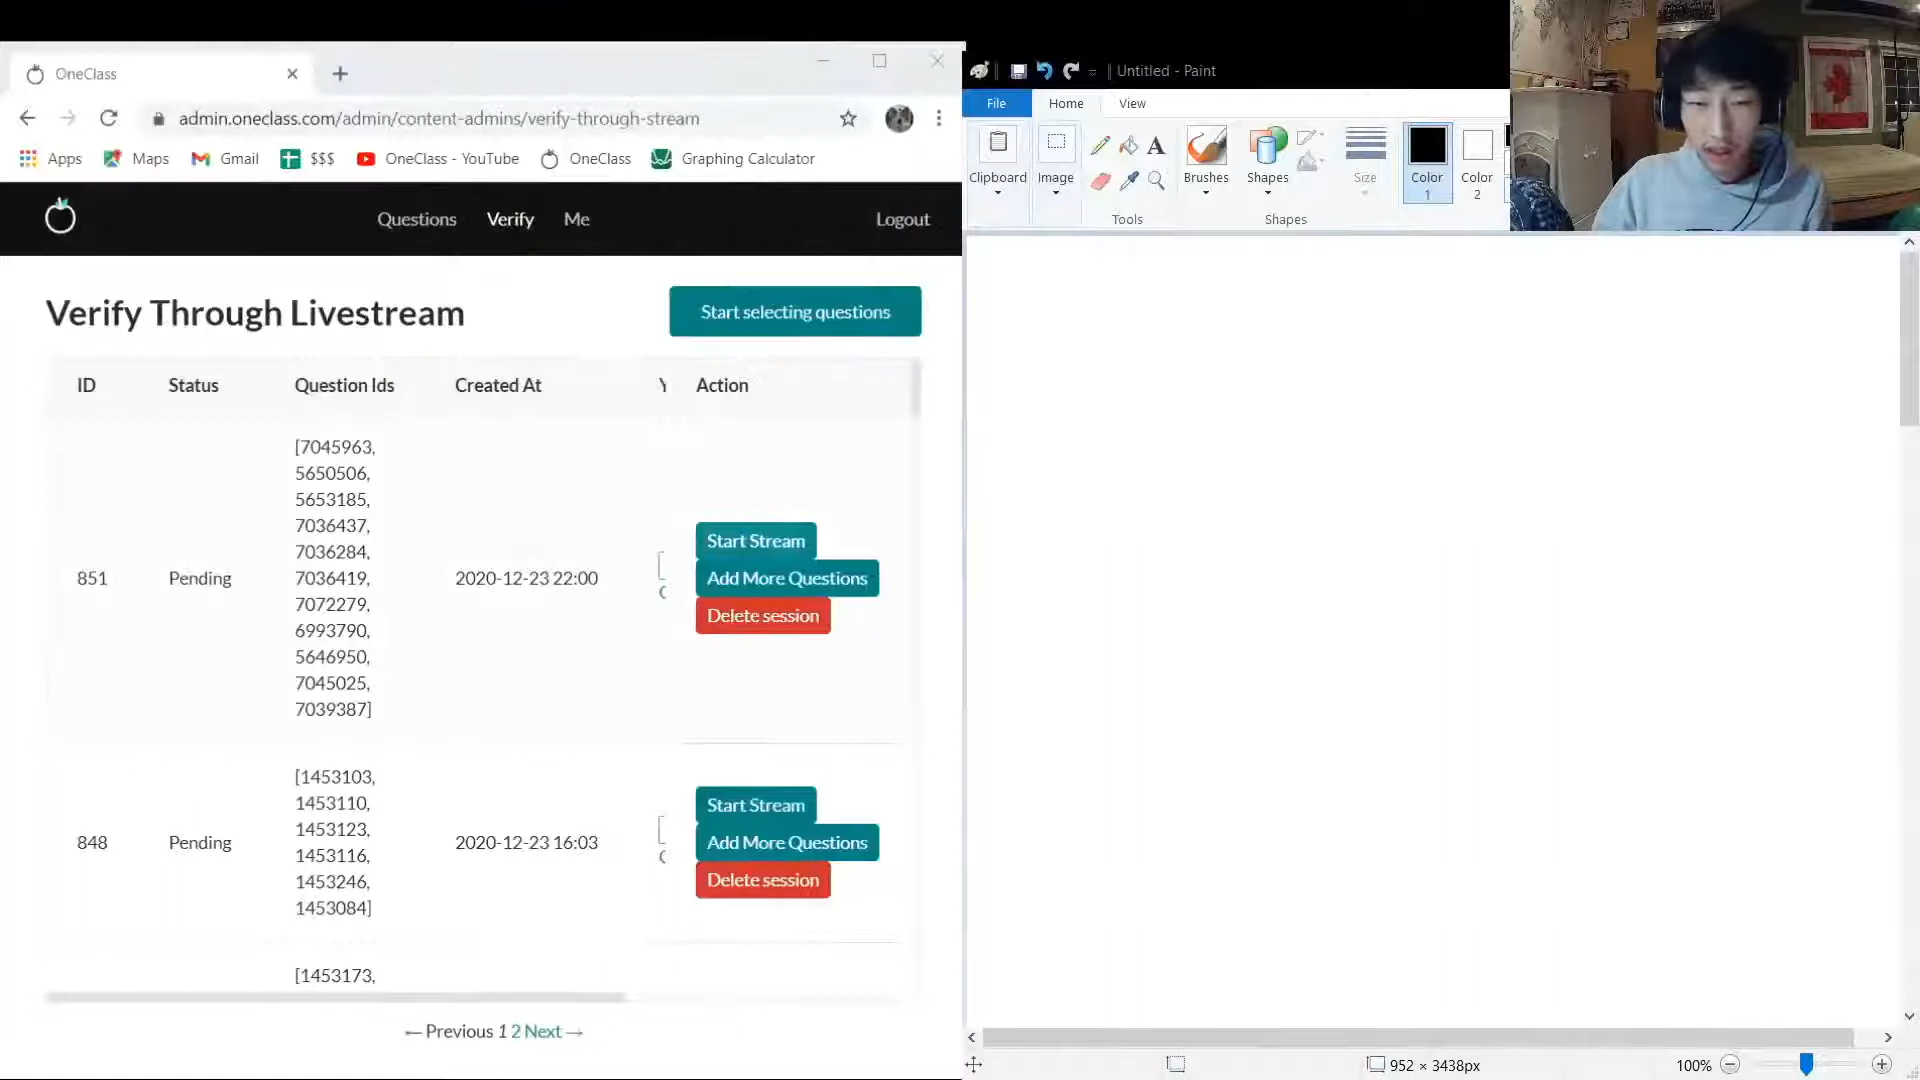 OneClass
admin.oneclass.com/admin/content-admins/verify-through-stream
Apps Maps Gmail $$$ OneClass - YouTube OneClass Graphing Calculator
Questions Verify Me Logout
Verify Through Livestream Start selecting questions
ID Status Question Ids Created At Y Action
851 Pending
[7045963,
5650506,
5653185,
7036437,
7036284,
7036419,
7072279,
6993790,
5646950,
7045025,
7039387]
2020-12-23 22:00
Start Stream
Add More Questions
Delete session
848 Pending
[1453103,
1453110,
1453123,
1453116,
1453246,
1453084]
2020-12-23 16:03
Start Stream
Add More Questions
Delete session
[1453173,
← Previous 1 2 Next →
Untitled - Paint
File Home View
Clipboard Image Brushes Shapes Size Color 1 Color 2
Tools Shapes
952 × 3438px 100%